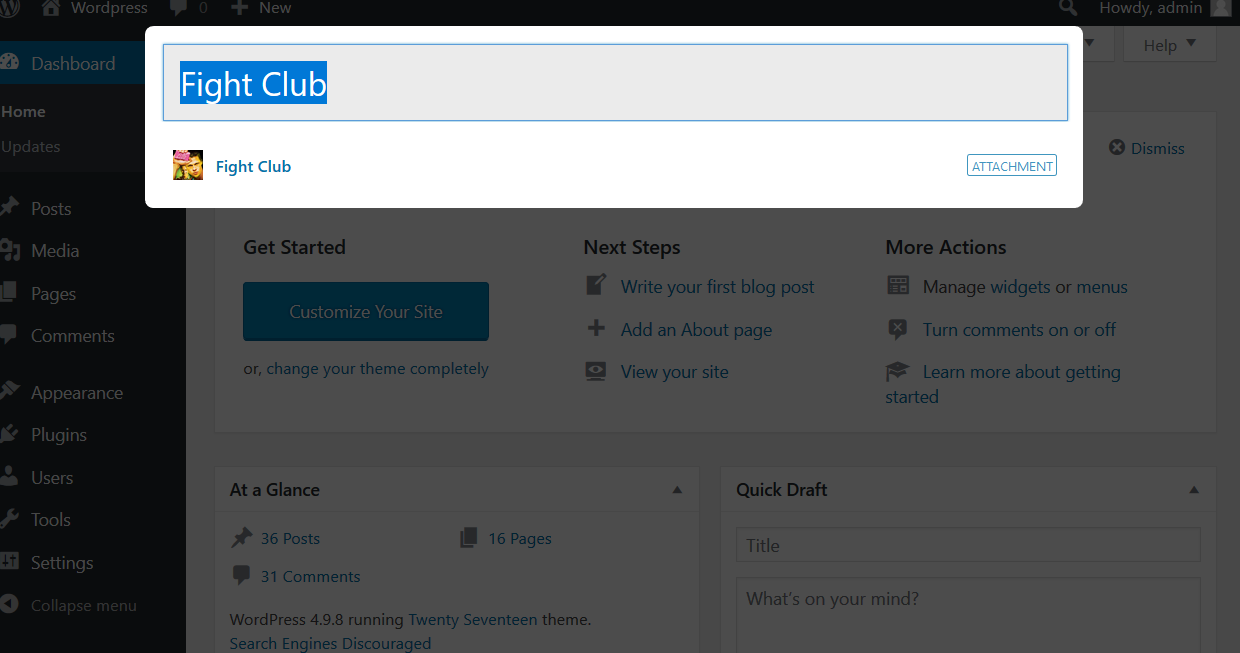 Wordpress 0 New Howdy, admin
Fight Club
Fight Club ATTACHMENT
Help
Dismiss
Dashboard
Home
Updates
Posts
Media
Pages
Comments
Appearance
Plugins
Users
Tools
Settings
Collapse menu
Get Started
Customize Your Site
or, change your theme completely
Next Steps
Write your first blog post
Add an About page
View your site
More Actions
Manage widgets or menus
Turn comments on or off
Learn more about getting
started
At a Glance
36 Posts 16 Pages
31 Comments
WordPress 4.9.8 running Twenty Seventeen theme.
Search Engines Discouraged
Quick Draft
Title
What's on your mind?